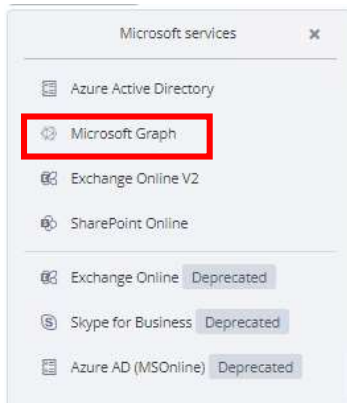 Microsoft services
Azure Active Directory
Microsoft Graph
Exchange Online V2
SharePoint Online
Exchange Online Deprecated
Skype for Business Deprecated
Azure AD (MSOnline) Deprecated